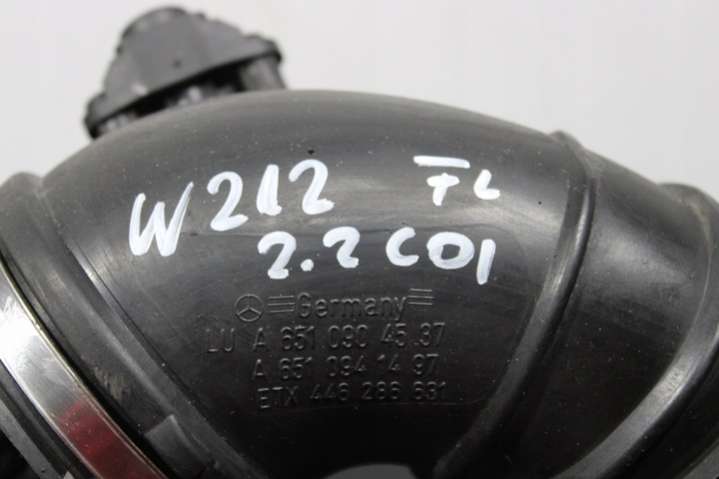 W212 FL
2.2 CDI
Germany
LU A 651 090 45 37
A 651 094 14 97
ETX 446 286 631